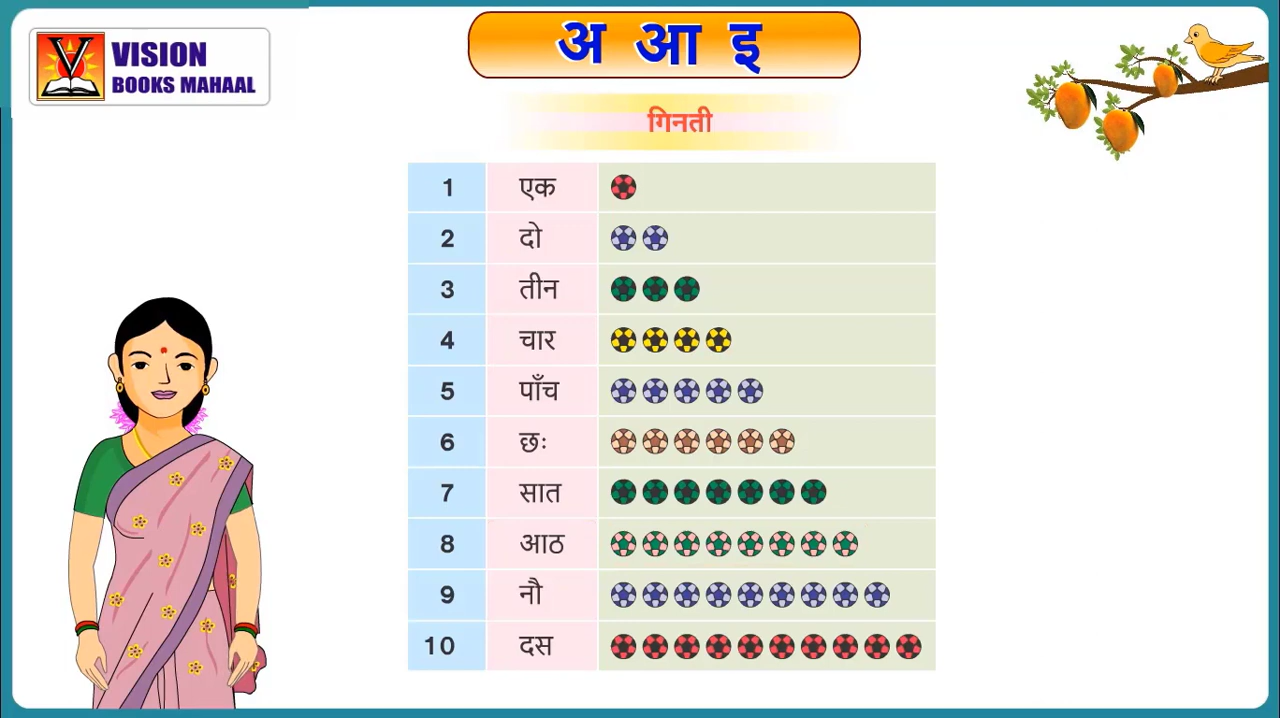 VISION
BOOKS MAHAAL
अ आ इ
गिनती
1 एक
2 दो
3 तीन
4 चार
5 पाँच
6 छः
7 सात
8 आठ
9 नौ
10 दस